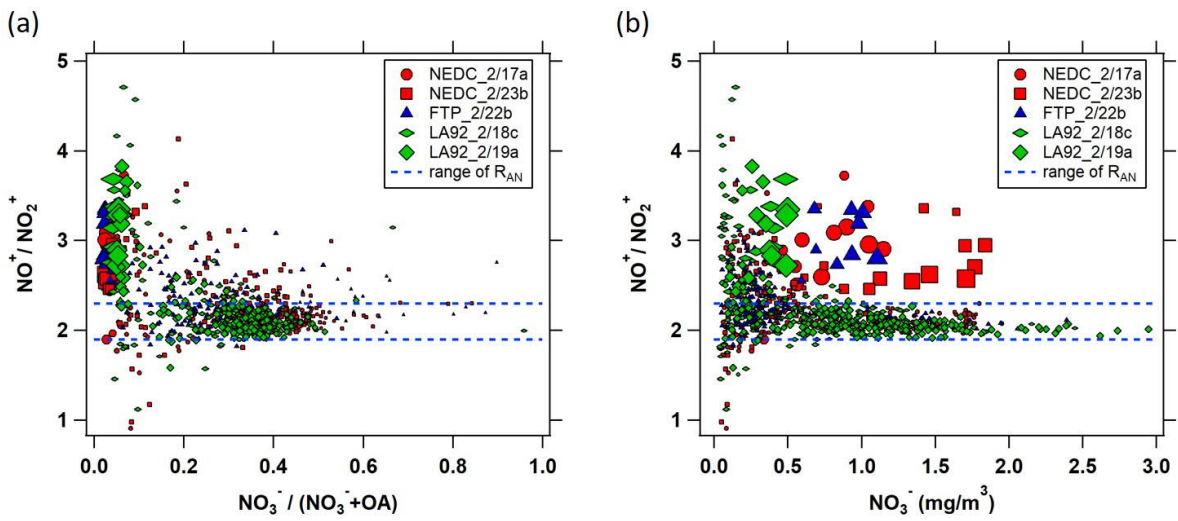 (a)
NO⁺ / NO₂⁺
5
4
3
2
1
0.0 0.2 0.4 0.6 0.8 1.0
NO₃⁻ / (NO₃⁻+OA)
NEDC_2/17a
NEDC_2/23b
FTP_2/22b
LA92_2/18c
LA92_2/19a
range of R_AN
(b)
NO⁺ / NO₂⁺
5
4
3
2
1
0.0 0.5 1.0 1.5 2.0 2.5 3.0
NO₃⁻ (mg/m³)
NEDC_2/17a
NEDC_2/23b
FTP_2/22b
LA92_2/18c
LA92_2/19a
range of R_AN